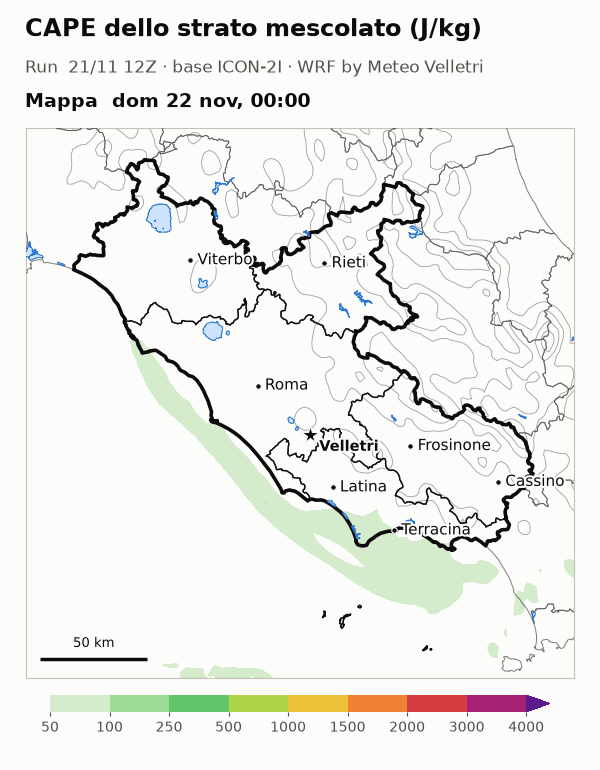 CAPE dello strato mescolato (J/kg)
Run 21/11 12Z · base ICON-2I · WRF by Meteo Velletri
Mappa dom 22 nov, 00:00
Viterbo
Rieti
Roma
Velletri
Frosinone
Latina
Cassino
Terracina
50 km
50 100 250 500 1000 1500 2000 3000 4000